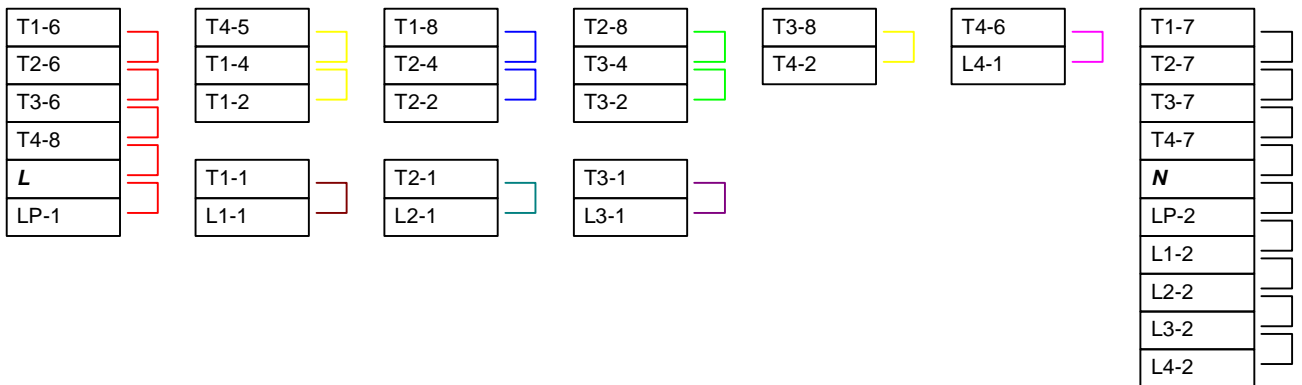 T1-6
T2-6
T3-6
T4-8
L
LP-1
T4-5
T1-4
T1-2
T1-8
T2-4
T2-2
T2-8
T3-4
T3-2
T3-8
T4-2
T4-6
L4-1
T1-1
L1-1
T2-1
L2-1
T3-1
L3-1
T1-7
T2-7
T3-7
T4-7
N
LP-2
L1-2
L2-2
L3-2
L4-2